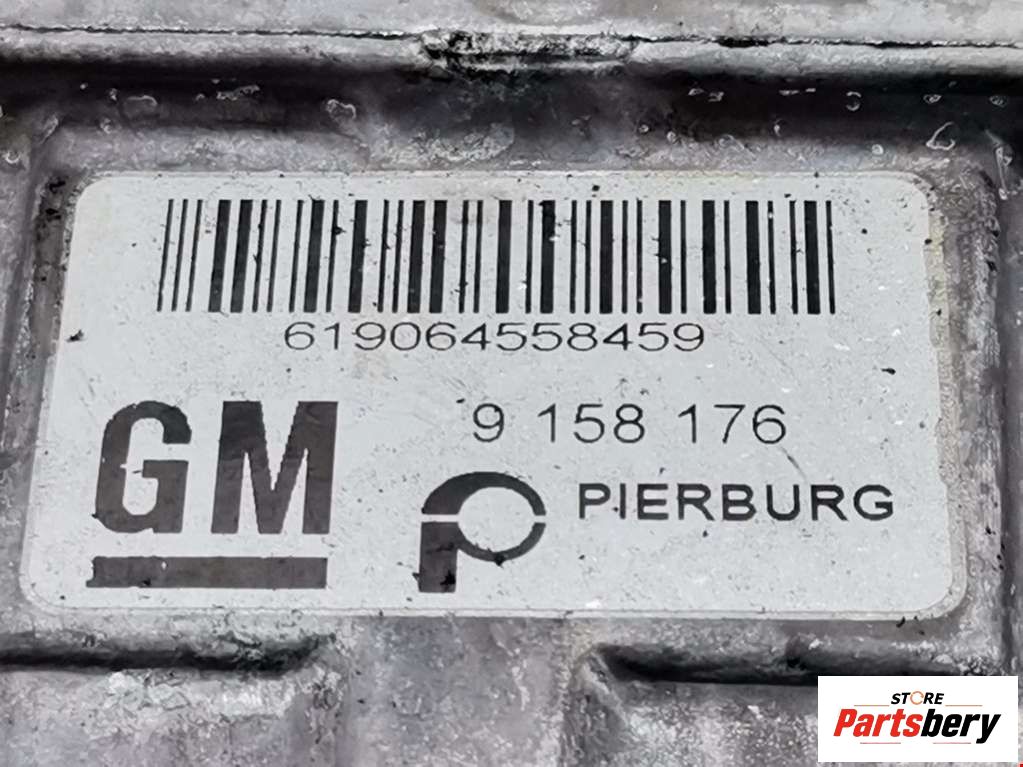 619064558459
GM
9 158 176
PIERBURG
STORE
Partsbery